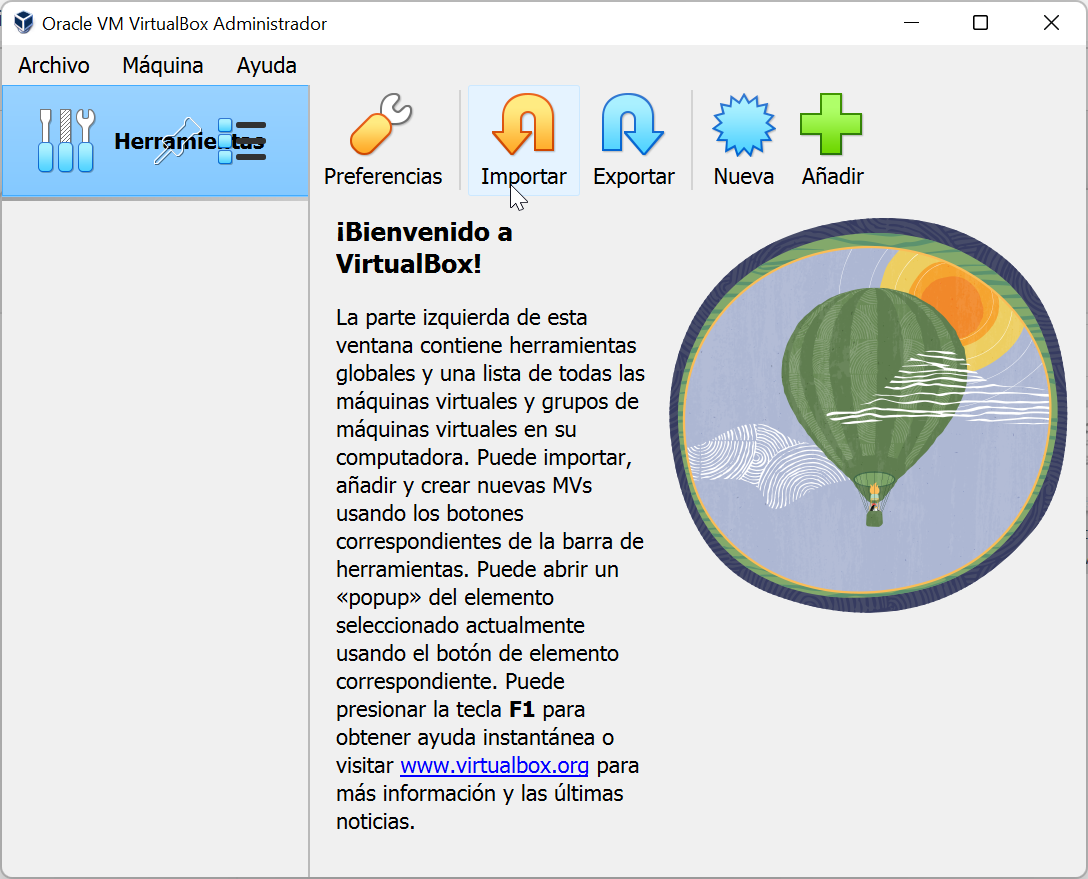 Oracle VM VirtualBox Administrador
Archivo Máquina Ayuda
Herramientas
Preferencias Importar Exportar Nueva Añadir
¡Bienvenido a
VirtualBox!
La parte izquierda de esta
ventana contiene herramientas
globales y una lista de todas las
máquinas virtuales y grupos de
máquinas virtuales en su
computadora. Puede importar,
añadir y crear nuevas MVs
usando los botones
correspondientes de la barra de
herramientas. Puede abrir un
«popup» del elemento
seleccionado actualmente
usando el botón de elemento
correspondiente. Puede
presionar la tecla F1 para
obtener ayuda instantánea o
visitar www.virtualbox.org para
más información y las últimas
noticias.